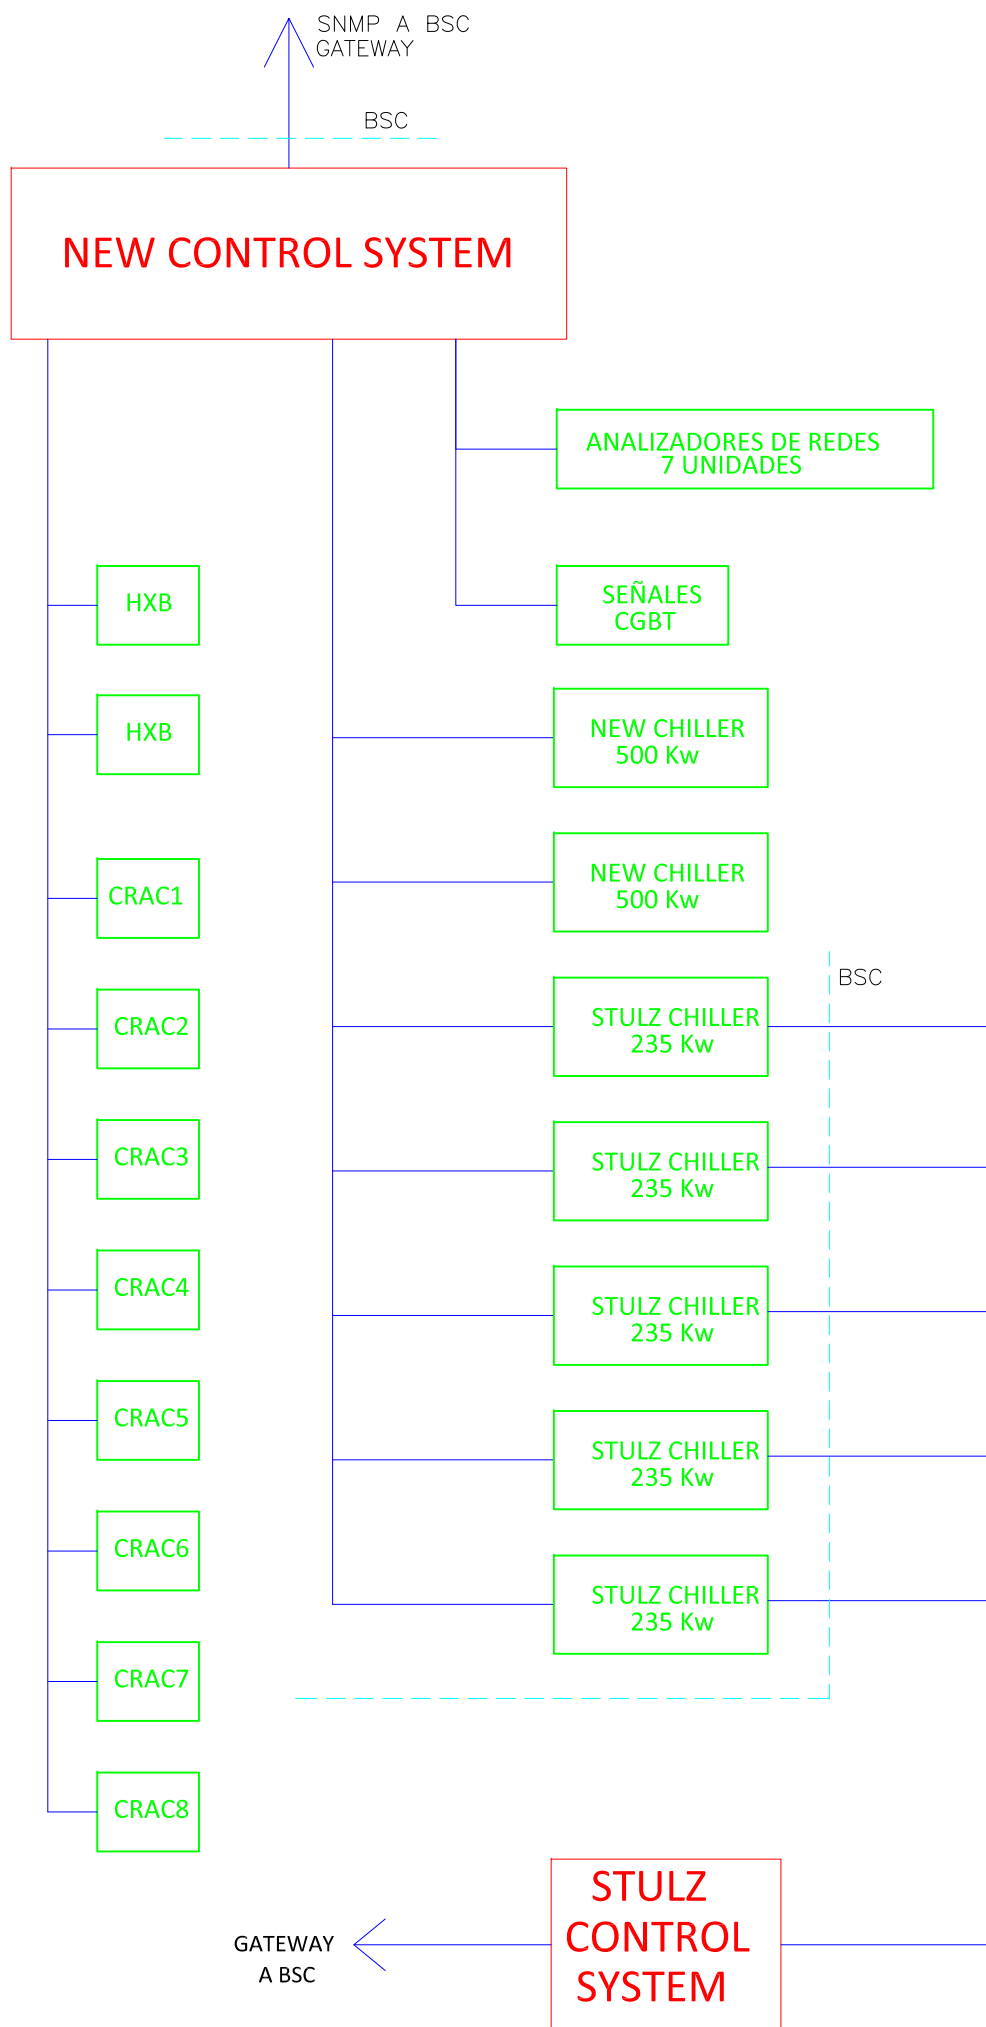 SNMP A BSC
GATEWAY
BSC
NEW CONTROL SYSTEM
ANALIZADORES DE REDES
7 UNIDADES
HXB
SEÑALES
CGBT
HXB
NEW CHILLER
500 Kw
CRAC1
NEW CHILLER
500 Kw
BSC
CRAC2
STULZ CHILLER
235 Kw
CRAC3
STULZ CHILLER
235 Kw
CRAC4
STULZ CHILLER
235 Kw
CRAC5
STULZ CHILLER
235 Kw
CRAC6
STULZ CHILLER
235 Kw
CRAC7
CRAC8
STULZ
CONTROL
SYSTEM
GATEWAY
A BSC